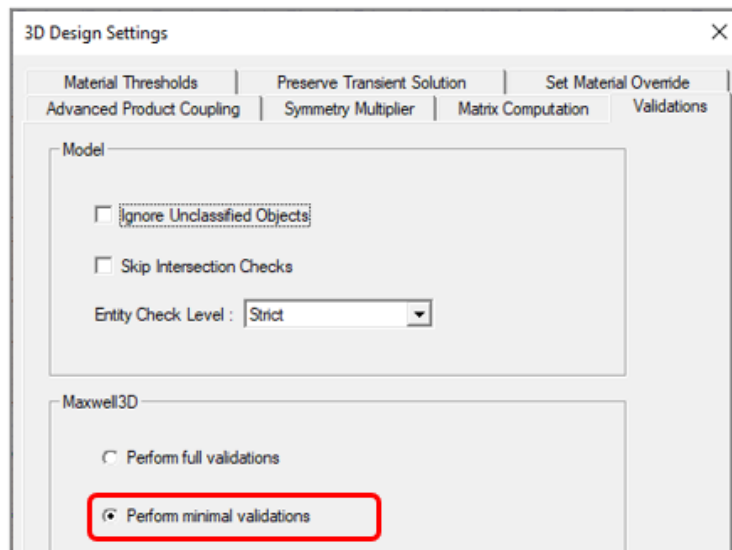 3D Design Settings
Material Thresholds Preserve Transient Solution Set Material Override
Advanced Product Coupling Symmetry Multiplier Matrix Computation Validations
Model
Ignore Unclassified Objects
Skip Intersection Checks
Entity Check Level : Strict
Maxwell3D
Perform full validations
Perform minimal validations